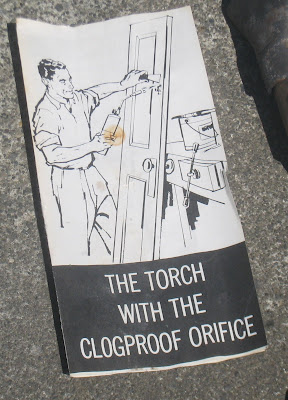 THE TORCH
WITH THE
CLOGPROOF ORIFICE